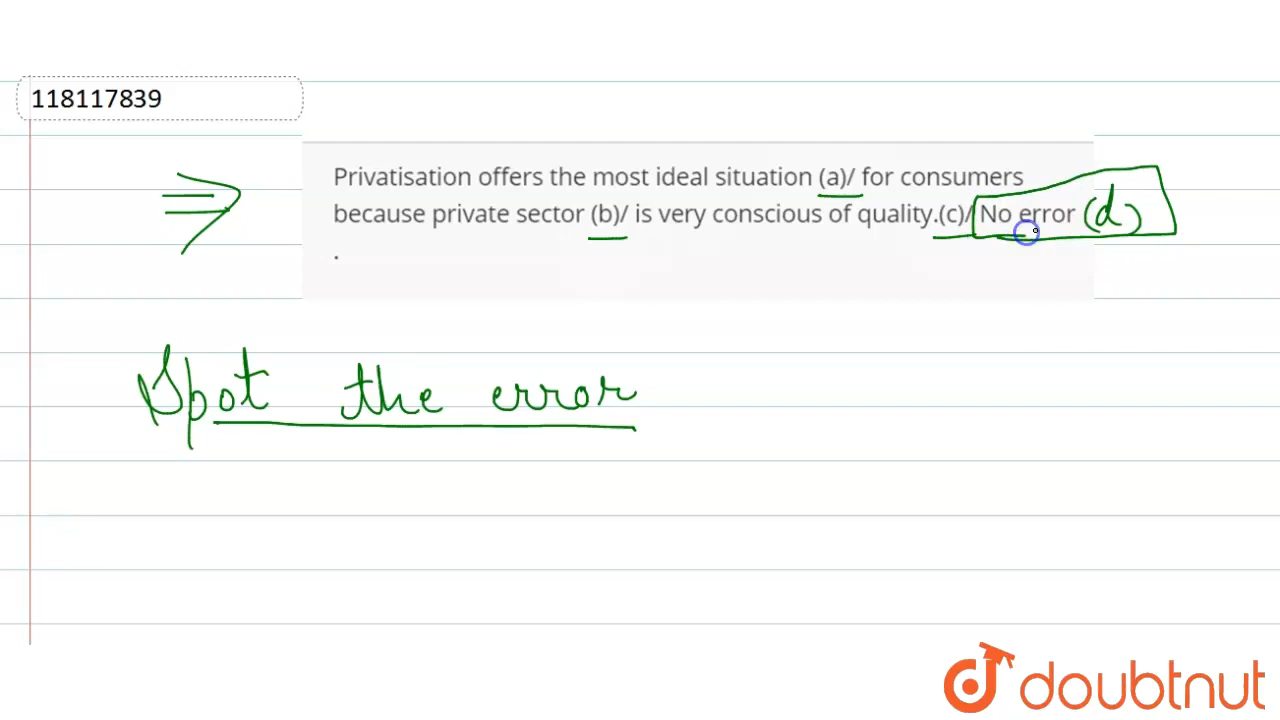 118117839
Privatisation offers the most ideal situation (a)/ for consumers
because private sector (b)/ is very conscious of quality.(c)/ No error (d)
.
Spot the error
doubtnut